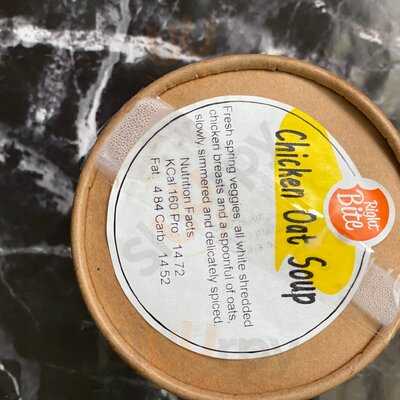 Right
Bite
Chicken Oat Soup
Fresh spring veggies, all white shredded
chicken breasts and a spoonful of oats,
slowly simmered and delicately spiced.
Nutrition Facts
KCal 160 Pro. 14.72
Fat 4.84 Carb. 14.52